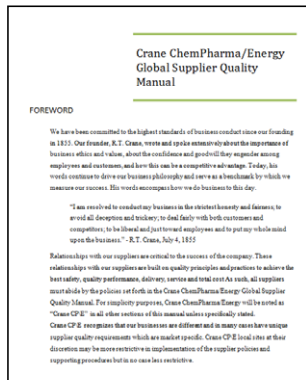 Crane ChemPharma/Energy
Global Supplier Quality
Manual
FOREWORD
We have been committed to the highest standards of business conduct since our founding
in 1855. Our founder, R.T. Crane, wrote and spoke extensively about the importance of
business ethics and values, about the confidence and goodwill they engender among
employees and customers, and how this can be a competitive advantage. Today, his
words continue to drive our business philosophy and serve as a benchmark by which we
measure our success. His words encompass how we do business to this day.
"I am resolved to conduct my business in the strictest honesty and fairness; to
avoid all deception and trickery; to deal fairly with both customers and
competitors; to be liberal and just toward employees and to put my whole mind
upon the business." - R.T. Crane, July 4, 1855
Relationships with our suppliers are critical to the success of the company. These
relationships with our suppliers are built on quality principles and practices to achieve the
best safety, quality performance, delivery, service and total cost. As such, all suppliers
must abide by the policies set forth in the Crane ChemPharma/Energy Global Supplier
Quality Manual. For simplicity purposes, Crane ChemPharma/Energy will be noted as
"Crane CP-E" in all other sections of this manual unless specifically stated.
Crane CP-E recognizes that our businesses are different and in many cases have unique
supplier quality requirements which are market specific. Crane CP-E local sites at their
discretion may be more restrictive in implementation of the supplier policies and
supporting procedures but in no case less restrictive.